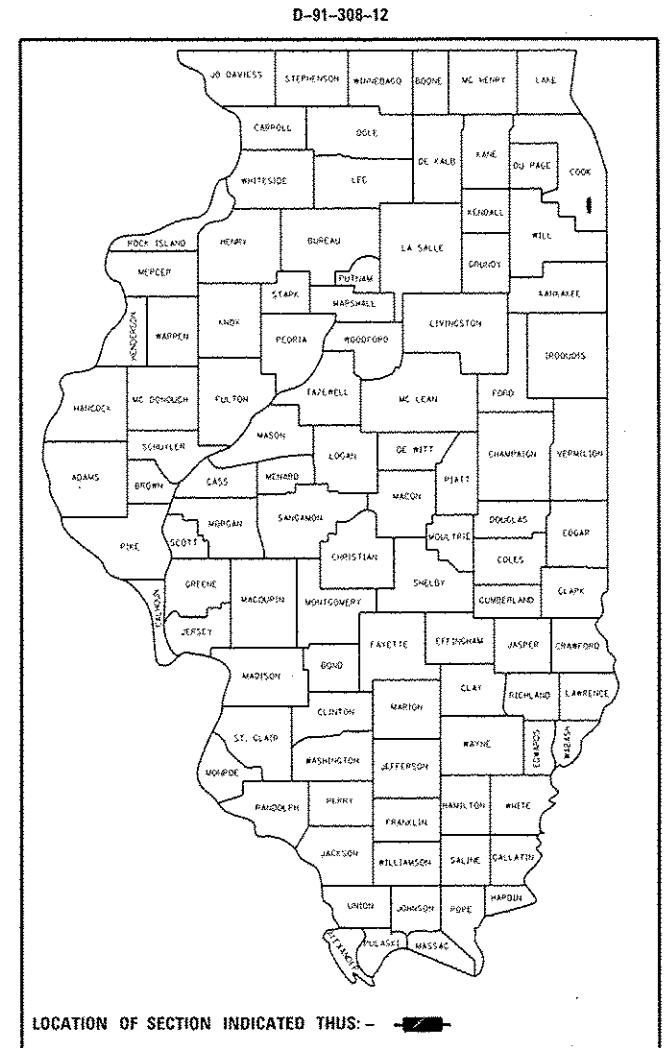 D-91-308-12
JO DAVIESS STEPHENSON WINNEBAGO BOONE MC HENRY LAKE
CARROLL OGLE DE KALB KANE DU PAGE COOK
WHITESIDE LEE KENDALL
ROCK ISLAND HENRY BUREAU LA SALLE GRUNDY WILL
MERCER PUTNAM KANKAKEE
STARK MARSHALL
HENDERSON WARREN KNOX PEORIA WOODFORD LIVINGSTON IROQUOIS
HANCOCK MC DONOUGH FULTON TAZEWELL MC LEAN FORD
SCHUYLER MASON LOGAN DE WITT CHAMPAIGN VERMILION
ADAMS BROWN CASS MENARD MACON PIATT
PIKE SCOTT MORGAN SANGAMON CHRISTIAN MOULTRIE DOUGLAS EDGAR
COLES
CALHOUN GREENE MACOUPIN MONTGOMERY SHELBY CUMBERLAND CLARK
JERSEY FAYETTE EFFINGHAM JASPER CRAWFORD
MADISON BOND
CLINTON MARION CLAY RICHLAND LAWRENCE
ST. CLAIR WAYNE EDWARDS WABASH
MONROE WASHINGTON JEFFERSON
RANDOLPH PERRY HAMILTON WHITE
FRANKLIN
JACKSON WILLIAMSON SALINE GALLATIN
UNION JOHNSON POPE HARDIN
ALEXANDER PULASKI MASSAC
LOCATION OF SECTION INDICATED THUS: -